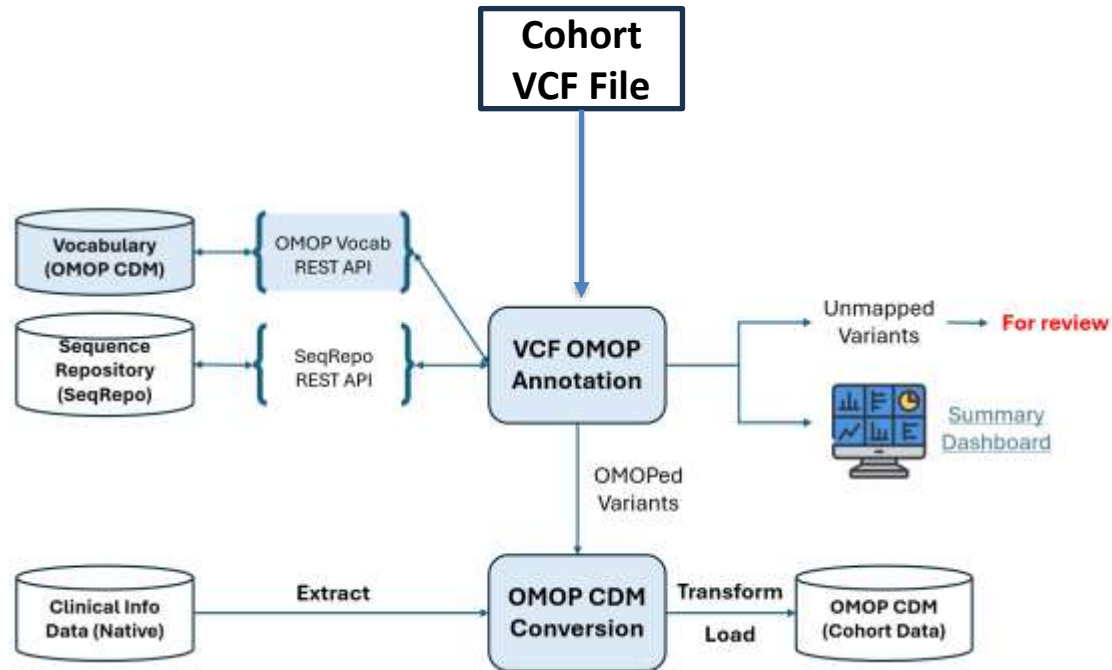 Cohort
VCF File
Vocabulary
(OMOP CDM)
OMOP Vocab
REST API
Sequence
Repository
(SeqRepo)
SeqRepo
REST API
VCF OMOP
Annotation
Unmapped
Variants
For review
Summary
Dashboard
OMOPed
Variants
Clinical Info
Data (Native)
Extract
OMOP CDM
Conversion
Transform
Load
OMOP CDM
(Cohort Data)